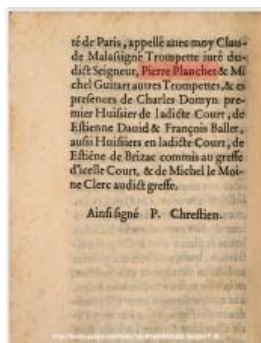 té de Paris, appellé auec moy Clau-
de Malassigné Trompette iuré du-
dict Seigneur, Pierre Planchet & Mi
chel Guitart autres Trompettes, & es
presences de Charles Domyn pre-
mier Huissier de ladicte Court, de
Estienne Dauid & François Ballet,
aussi Huissiers en ladicte Court, de
Estiēne de Brizac commis au greffe
d'icelle Court, & de Michel le Moi-
ne Clerc audict greffe.
Ainsi signé P. Chrestien.